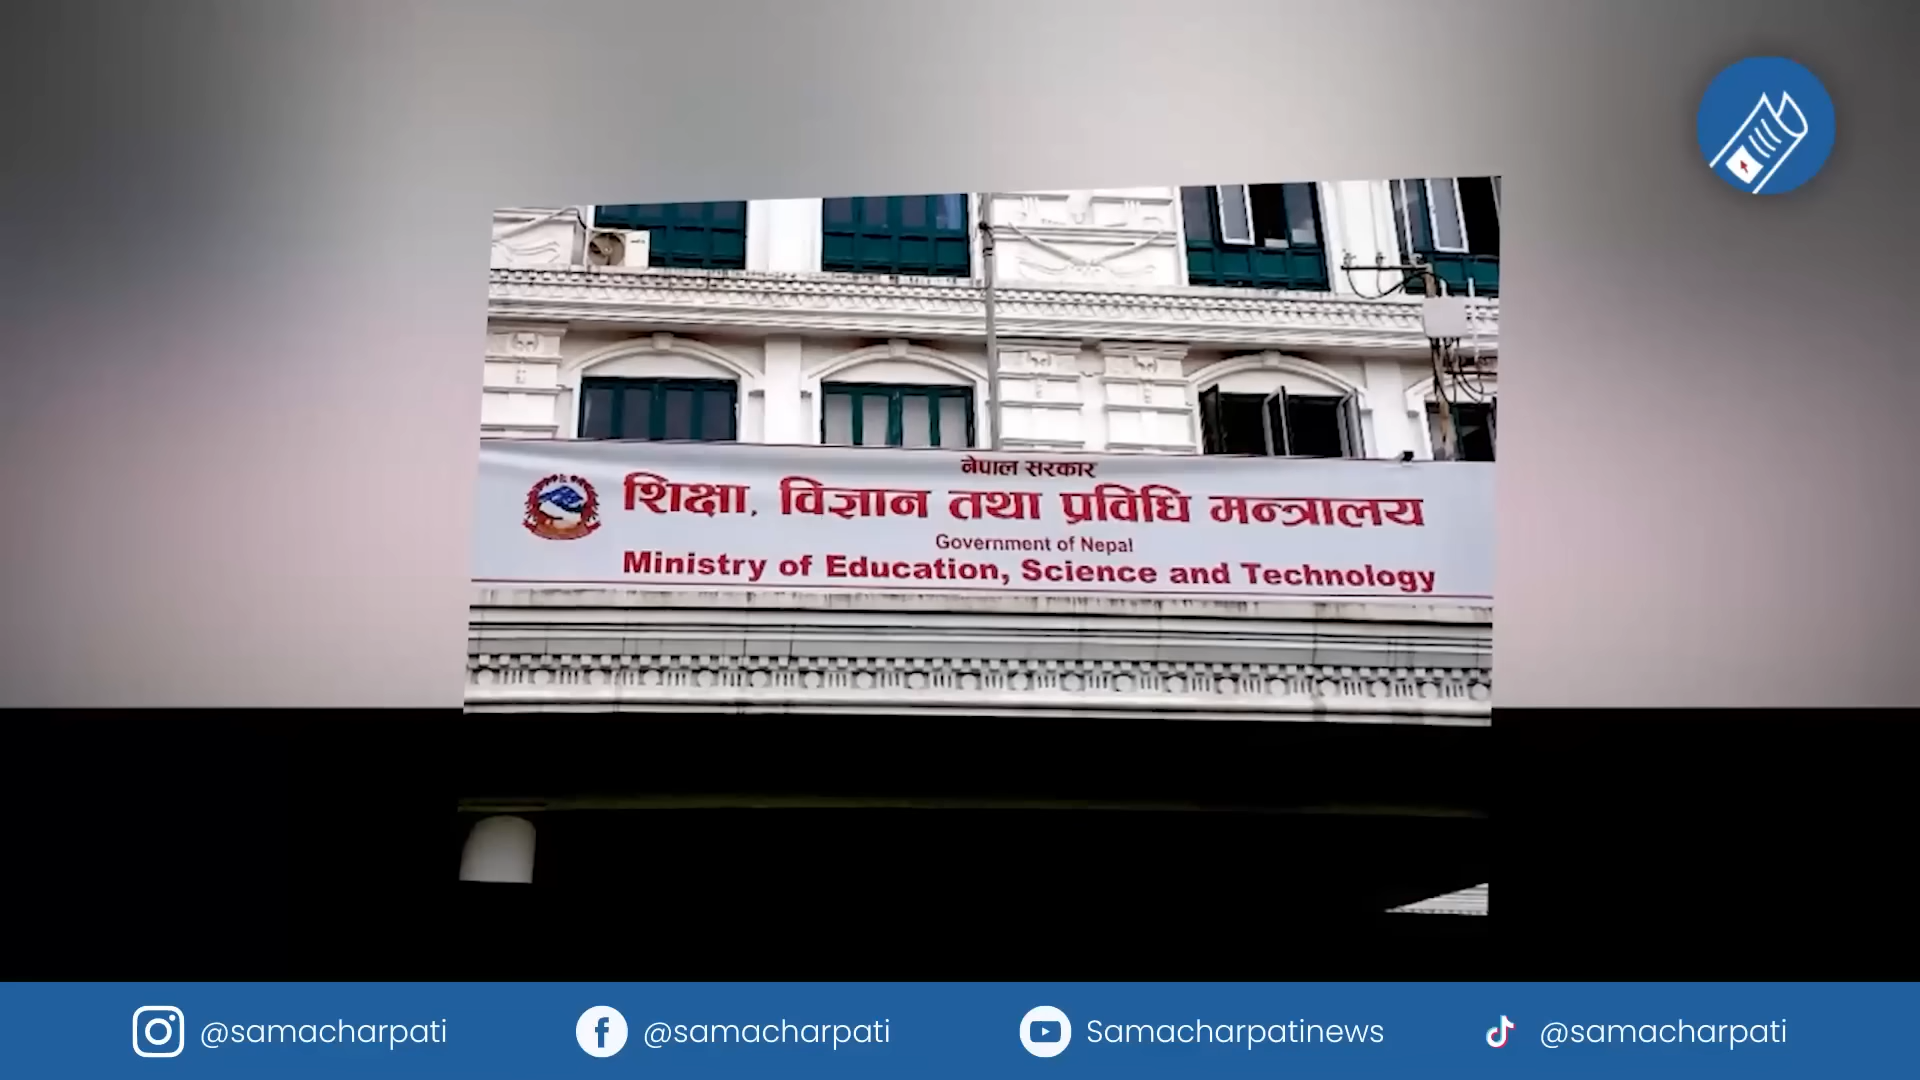 नेपाल सरकार
शिक्षा, विज्ञान तथा प्रविधि मन्त्रालय
Government of Nepal
Ministry of Education, Science and Technology
@samacharpati @samacharpati Samacharpatinews @samacharpati